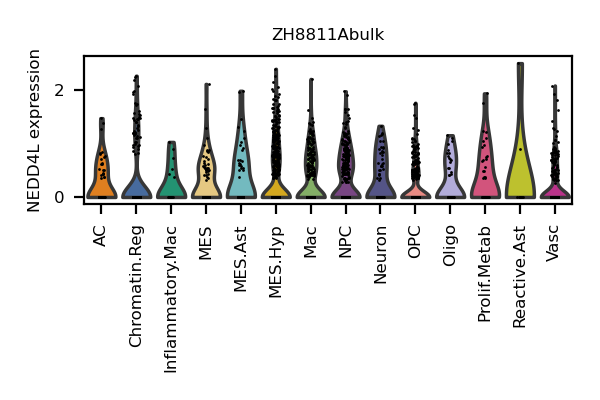 ZH8811Abulk
NEDD4L expression
2
0
AC
Chromatin.Reg
Inflammatory.Mac
MES
MES.Ast
MES.Hyp
Mac
NPC
Neuron
OPC
Oligo
Prolif.Metab
Reactive.Ast
Vasc